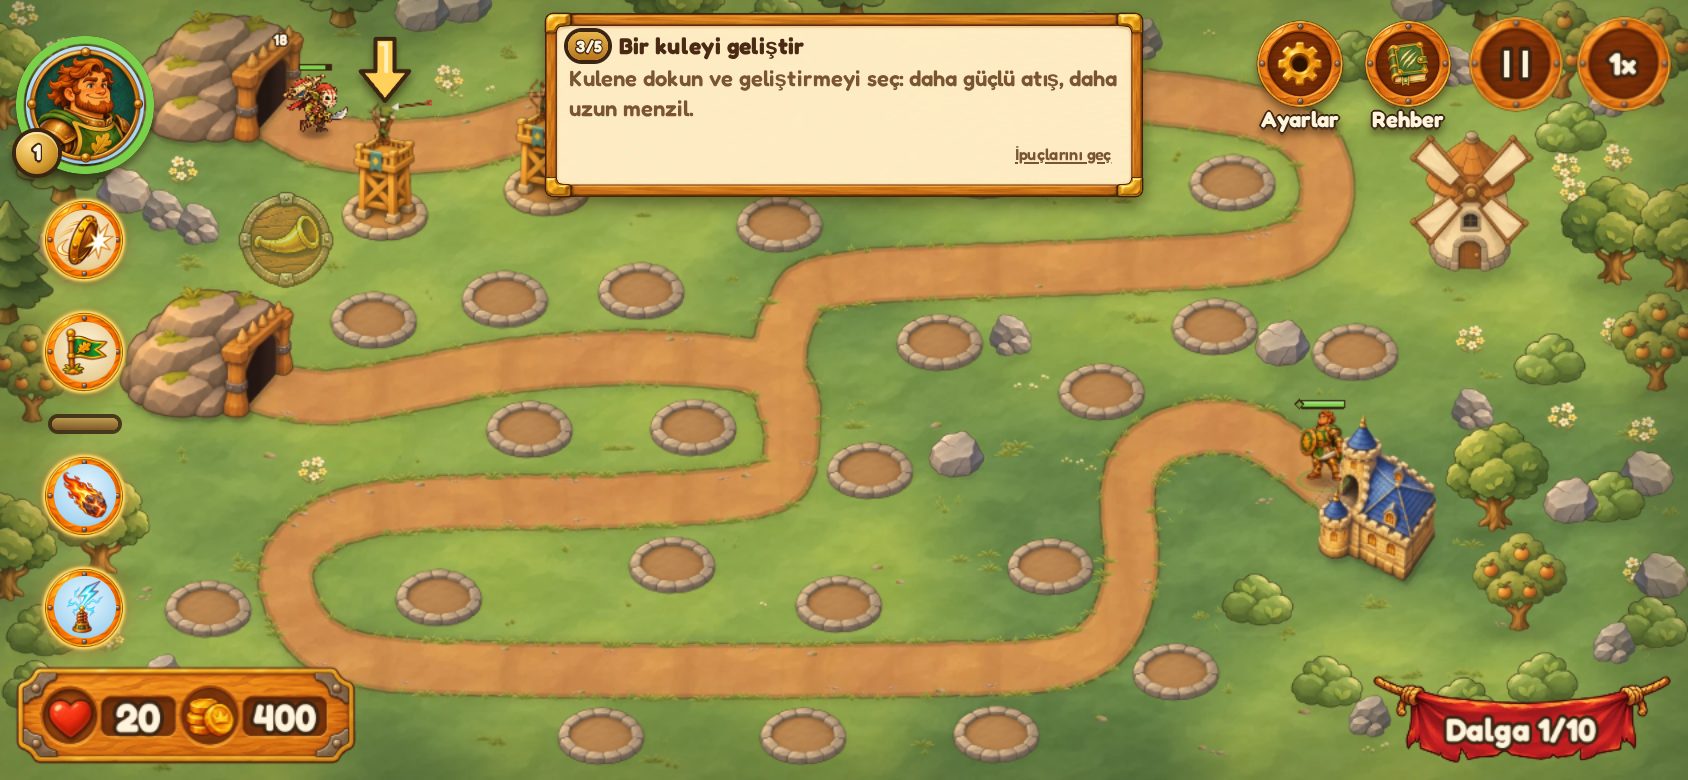 18
3/5 Bir kuleyi geliştir
Kulene dokun ve geliştirmeyi seç: daha güçlü atış, daha
uzun menzil.
İpuçlarını geç
1x
Ayarlar
Rehber
1
20
400
Dalga 1/10